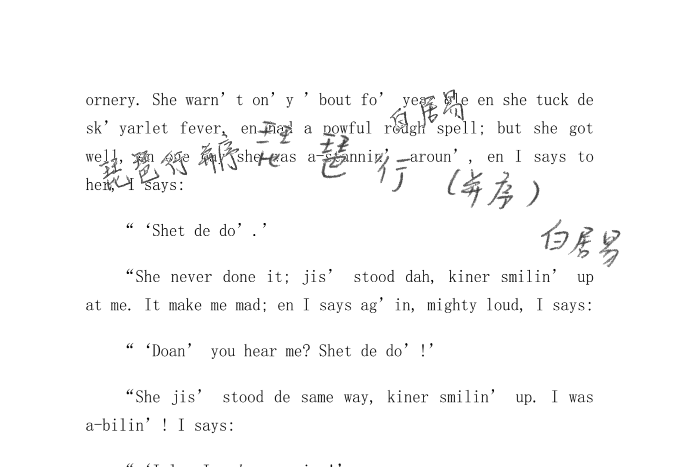 ornery. She warn’t on’y ’bout fo’ year ole en she tuck de
白居易
sk’yarlet fever, en had a powful rough spell; but she got
well, en one day she was a-stannin’ aroun’, en I says to
琵琶行并序
琵琶行（并序）
her, I says:
“‘Shet de do’.’
白居易
“She never done it; jis’ stood dah, kiner smilin’ up
at me. It make me mad; en I says ag’in, mighty loud, I says:
“‘Doan’ you hear me? Shet de do’!’
“She jis’ stood de same way, kiner smilin’ up. I was
a-bilin’! I says: